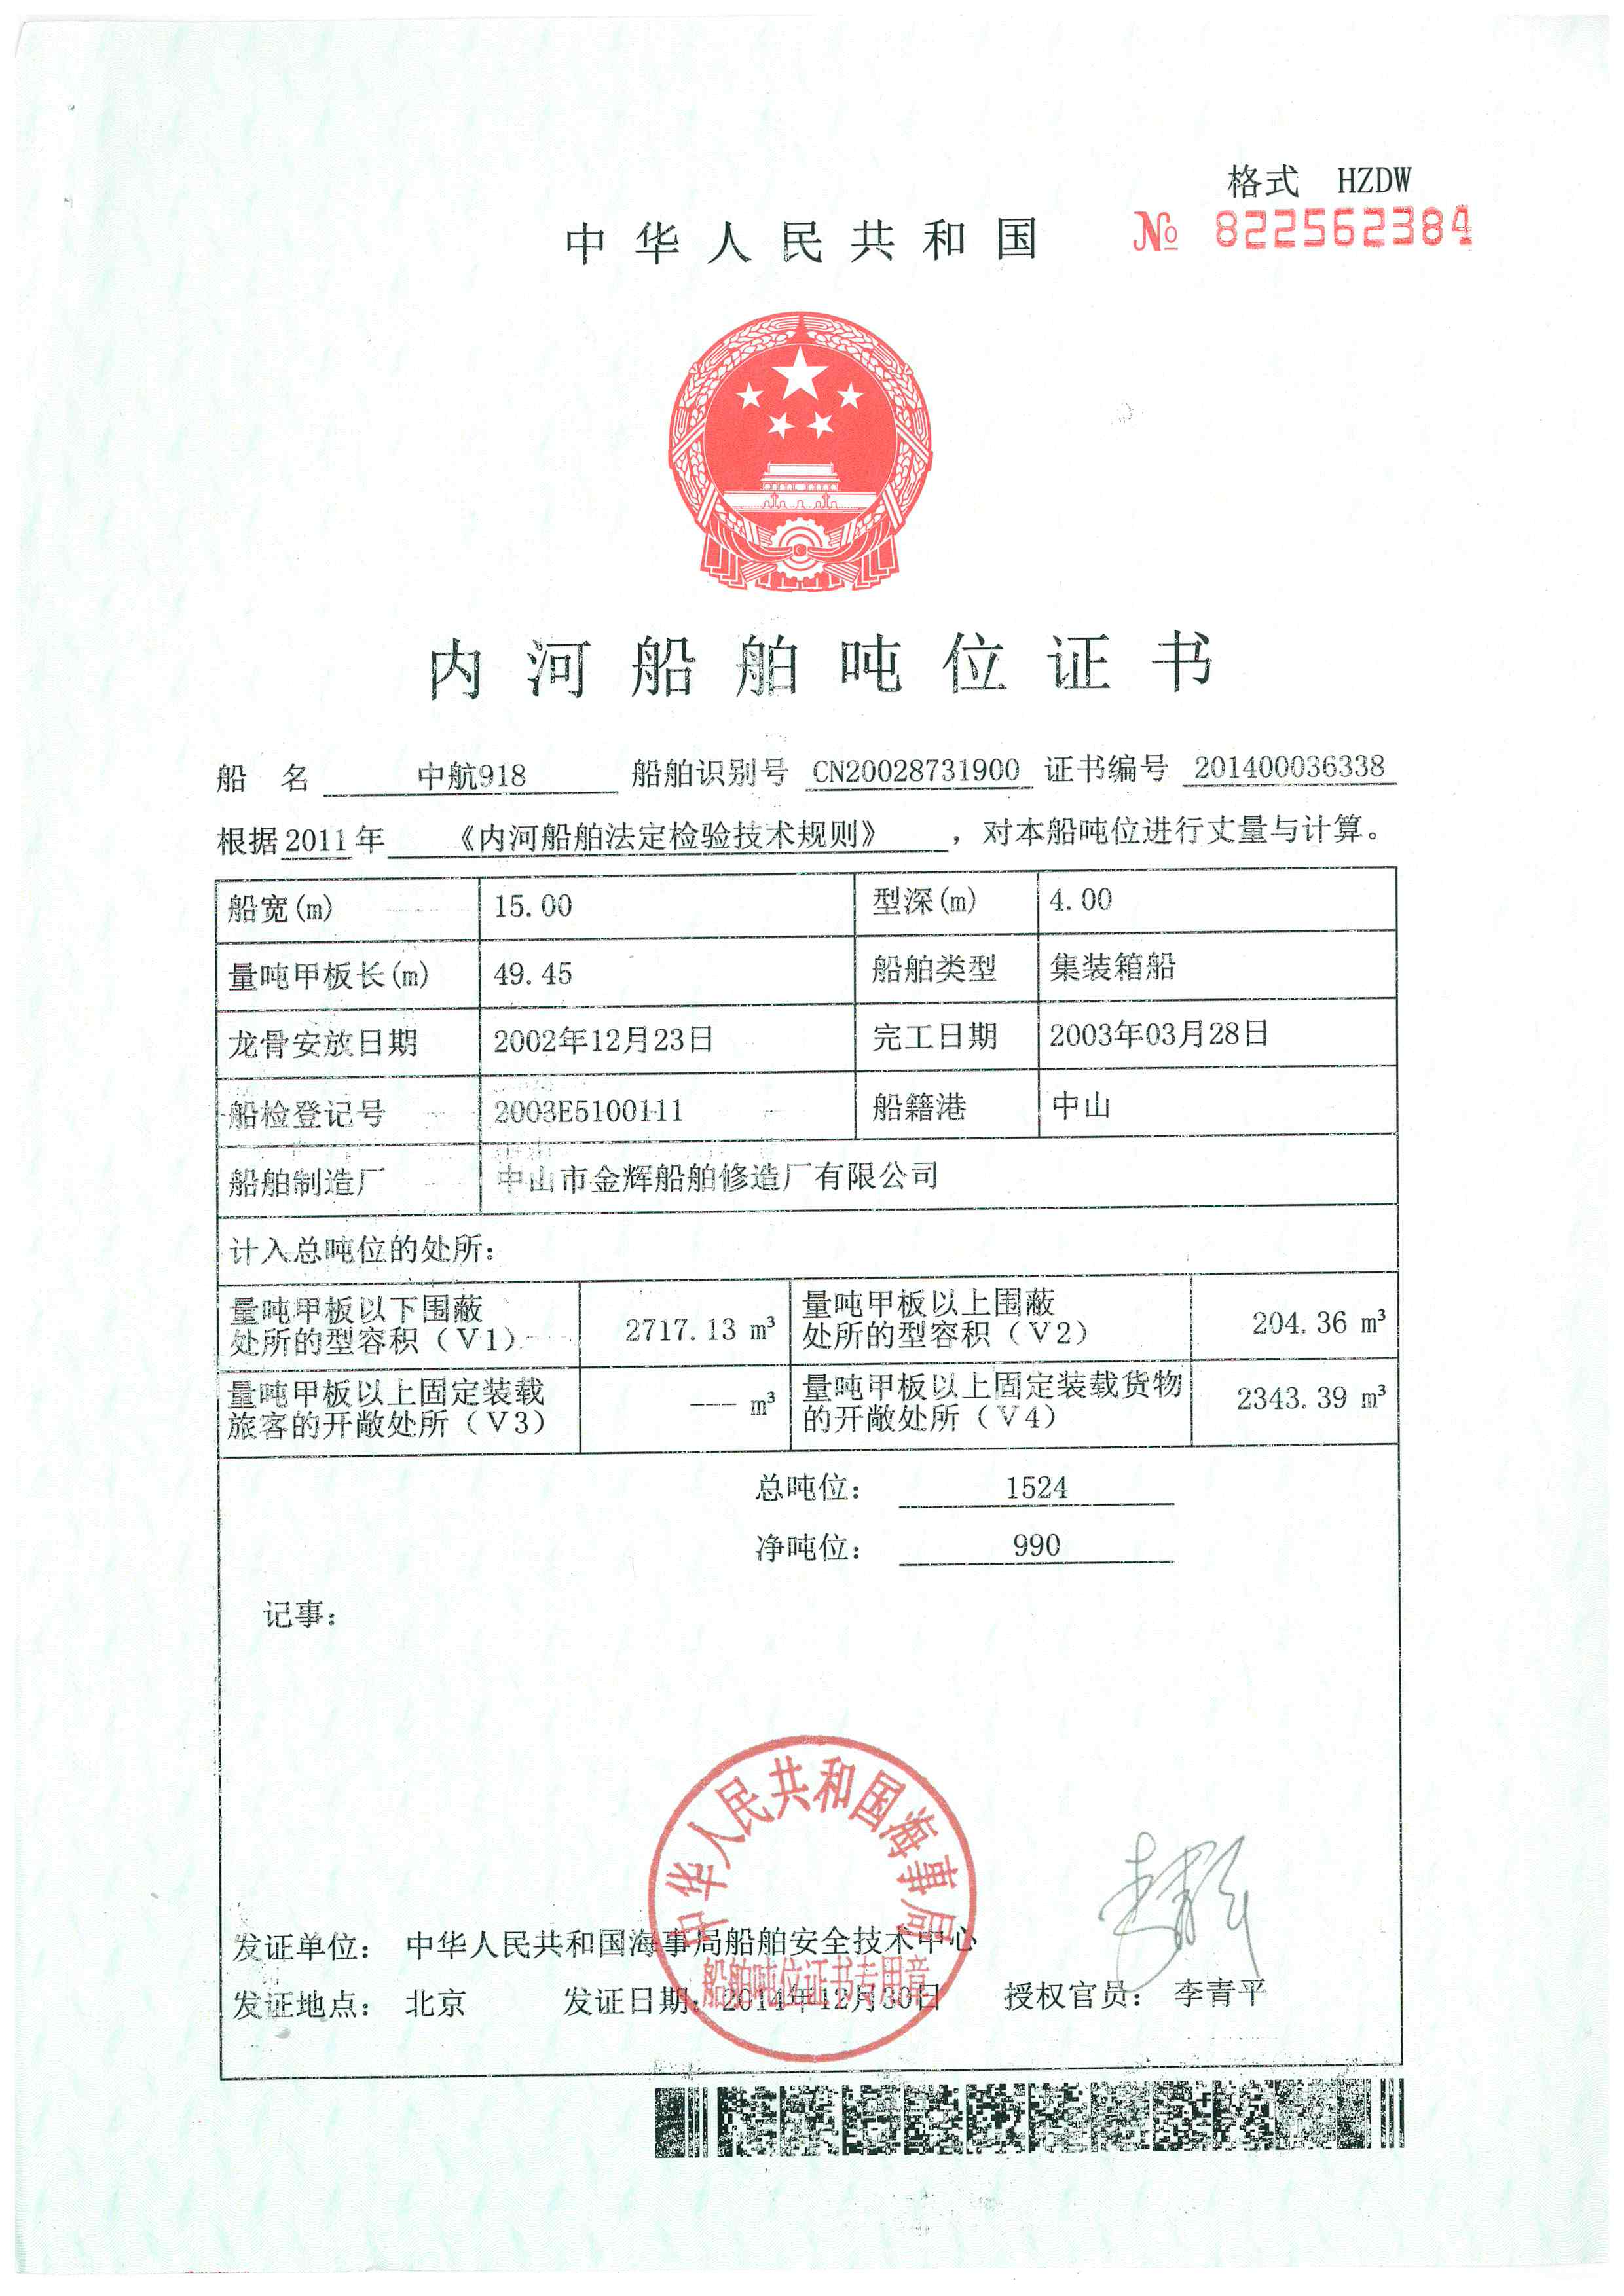 格式 HZDW
中华人民共和国 № 822562384
内河船舶吨位证书
船 名 中航918 船舶识别号 CN20028731900 证书编号 201400036338
根据2011年 《内河船舶法定检验技术规则》 ，对本船吨位进行丈量与计算。
船宽(m) 15.00 型深(m) 4.00
量吨甲板长(m) 49.45 船舶类型 集装箱船
龙骨安放日期 2002年12月23日 完工日期 2003年03月28日
船检登记号 2003E5100111 船籍港 中山
船舶制造厂 中山市金辉船舶修造厂有限公司
计入总吨位的处所：
量吨甲板以下围蔽
处所的型容积（V1） 2717.13 m³
量吨甲板以上围蔽
处所的型容积（V2） 204.36 m³
量吨甲板以上固定装载
旅客的开敞处所（V3） --- m³
量吨甲板以上固定装载货物
的开敞处所（V4） 2343.39 m³
总吨位： 1524
净吨位： 990
记事：
中华人民共和国海事局
发证单位： 中华人民共和国海事局船舶安全技术中心
船舶吨位证书专用章
发证地点： 北京 发证日期：2014年12月30日 授权官员： 李青平